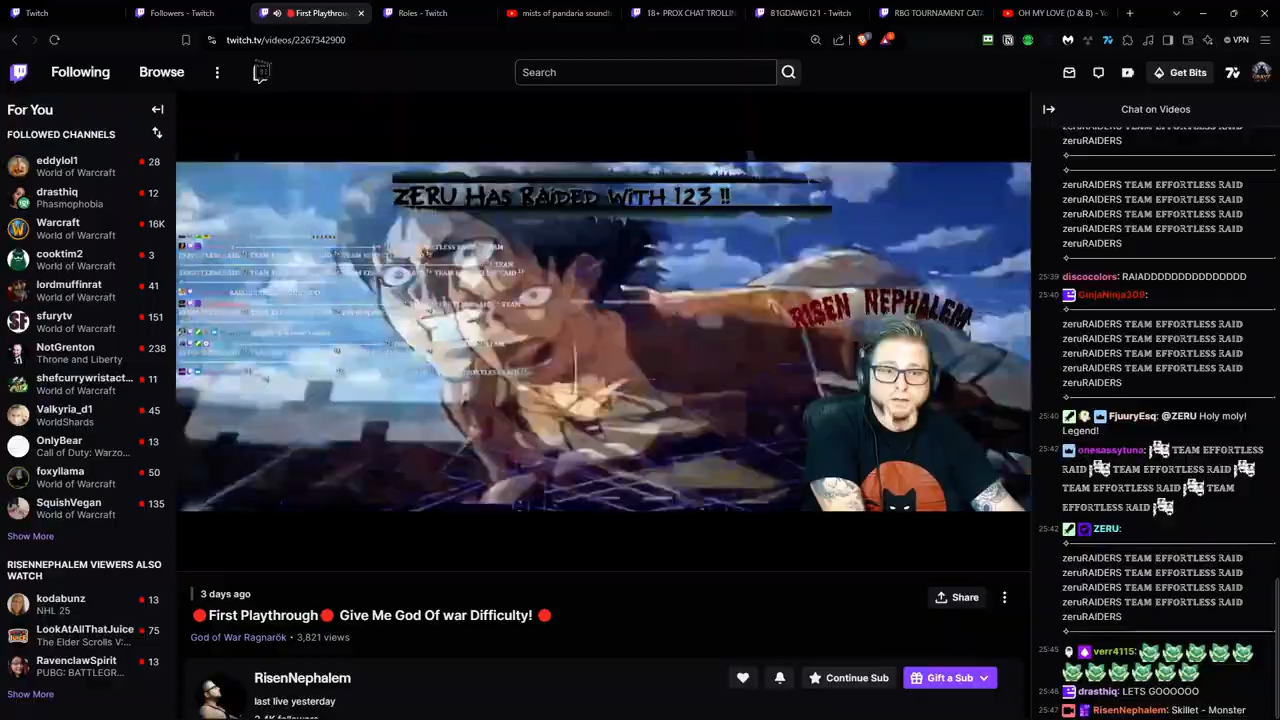 Twitch
Followers - Twitch
First Playthrou
Roles - Twitch
mists of pandaria sound
18+ PROX CHAT TROLLIN
81GDAWG121 - Twitch
RBG TOURNAMENT CAT
OH MY LOVE (D & B) - Yo
twitch.tv/videos/2267342900
VPN
Following
Browse
Search
Get Bits
For You
FOLLOWED CHANNELS
eddylol1 28
World of Warcraft
drasthiq 12
Phasmophobia
Warcraft 16K
World of Warcraft
cooktim2 3
World of Warcraft
lordmuffinrat 41
World of Warcraft
sfurytv 151
World of Warcraft
NotGrenton 238
Throne and Liberty
shefcurrywristact... 11
World of Warcraft
Valkyria_d1 45
WorldShards
OnlyBear 13
Call of Duty: Warzo...
foxyllama 50
World of Warcraft
SquishVegan 135
World of Warcraft
Show More
RISENNEPHALEM VIEWERS ALSO
WATCH
kodabunz 13
NHL 25
LookAtAllThatJuice 75
The Elder Scrolls V:...
RavenclawSpirit 13
PUBG: BATTLEGR...
Show More
ZERU HAS RAIDED WITH 123 !!
RISEN NEPHALEM
3 days ago
🔴First Playthrough🔴 Give Me God Of war Difficulty! 🔴
God of War Ragnarök • 3,821 views
Share
RisenNephalem
last live yesterday
Continue Sub
Gift a Sub
Chat on Videos
zeruRAIDERS
zeruRAIDERS TEAM EFFORTLESS RAID
zeruRAIDERS TEAM EFFORTLESS RAID
zeruRAIDERS TEAM EFFORTLESS RAID
zeruRAIDERS TEAM EFFORTLESS RAID
zeruRAIDERS
25:39 discocolors: RAIADDDDDDDDDDDDDDD
25:40 GinjaNinja309:
zeruRAIDERS TEAM EFFORTLESS RAID
zeruRAIDERS TEAM EFFORTLESS RAID
zeruRAIDERS TEAM EFFORTLESS RAID
zeruRAIDERS TEAM EFFORTLESS RAID
zeruRAIDERS
25:40 FjuuryEsq: @ZERU Holy moly!
Legend!
25:42 onesassytuna: TEAM EFFORTLESS
RAID TEAM EFFORTLESS RAID
TEAM EFFORTLESS RAID TEAM
EFFORTLESS RAID
25:42 ZERU:
zeruRAIDERS TEAM EFFORTLESS RAID
zeruRAIDERS TEAM EFFORTLESS RAID
zeruRAIDERS TEAM EFFORTLESS RAID
zeruRAIDERS TEAM EFFORTLESS RAID
zeruRAIDERS
25:45 verr4115:
25:46 drasthiq: LETS GOOOOOO
25:47 RisenNephalem: Skillet - Monster